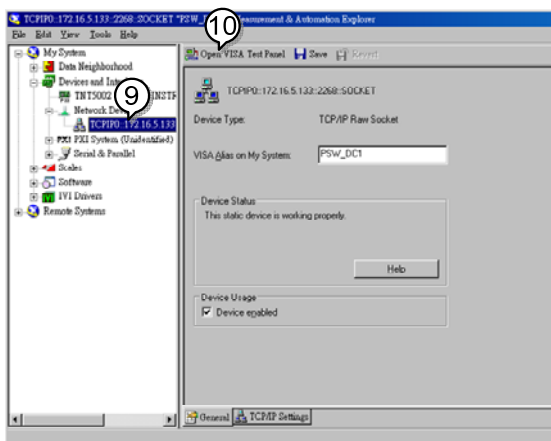 TCPIP0::172.16.5.133::2268::SOCKET "PSW_ Measurement & Automation Explorer
10
File Edit View Tools Help
My System
Data Neighborhood
Devices and Inte
9
TNT5002 INSTR
Network De
TCPIP0::172.16.5.133
PXI PXI System (Unidentified)
Serial & Parallel
Scales
Software
IVI Drivers
Remote Systems
Open VISA Test Panel Save Revert
TCPIP0::172.16.5.133::2268::SOCKET
Device Type: TCP/IP Raw Socket
VISA Alias on My System: PSW_DC1
Device Status
This static device is working properly.
Help
Device Usage
Device enabled
General TCP/IP Settings